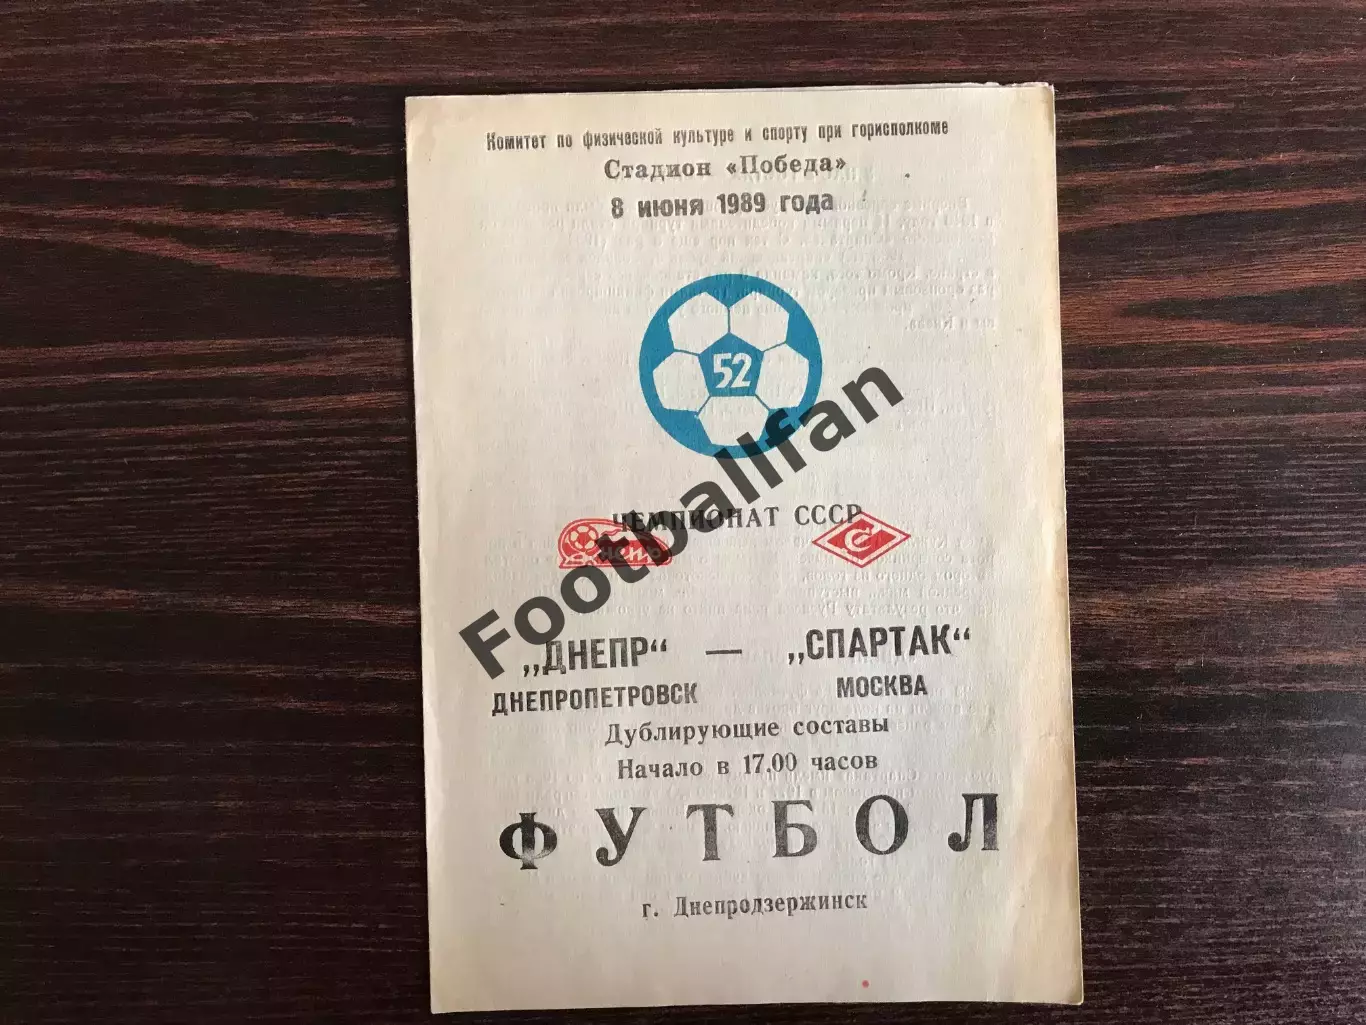 Комитет по физической культуре и спорту при горисполкоме
Стадион «Победа»
8 июня 1989 года
52
ЧЕМПИОНАТ СССР
Footballfan
„ДНЕПР“ — „СПАРТАК“
ДНЕПРОПЕТРОВСК МОСКВА
Дублирующие составы
Начало в 17.00 часов
ФУТБОЛ
г. Днепродзержинск